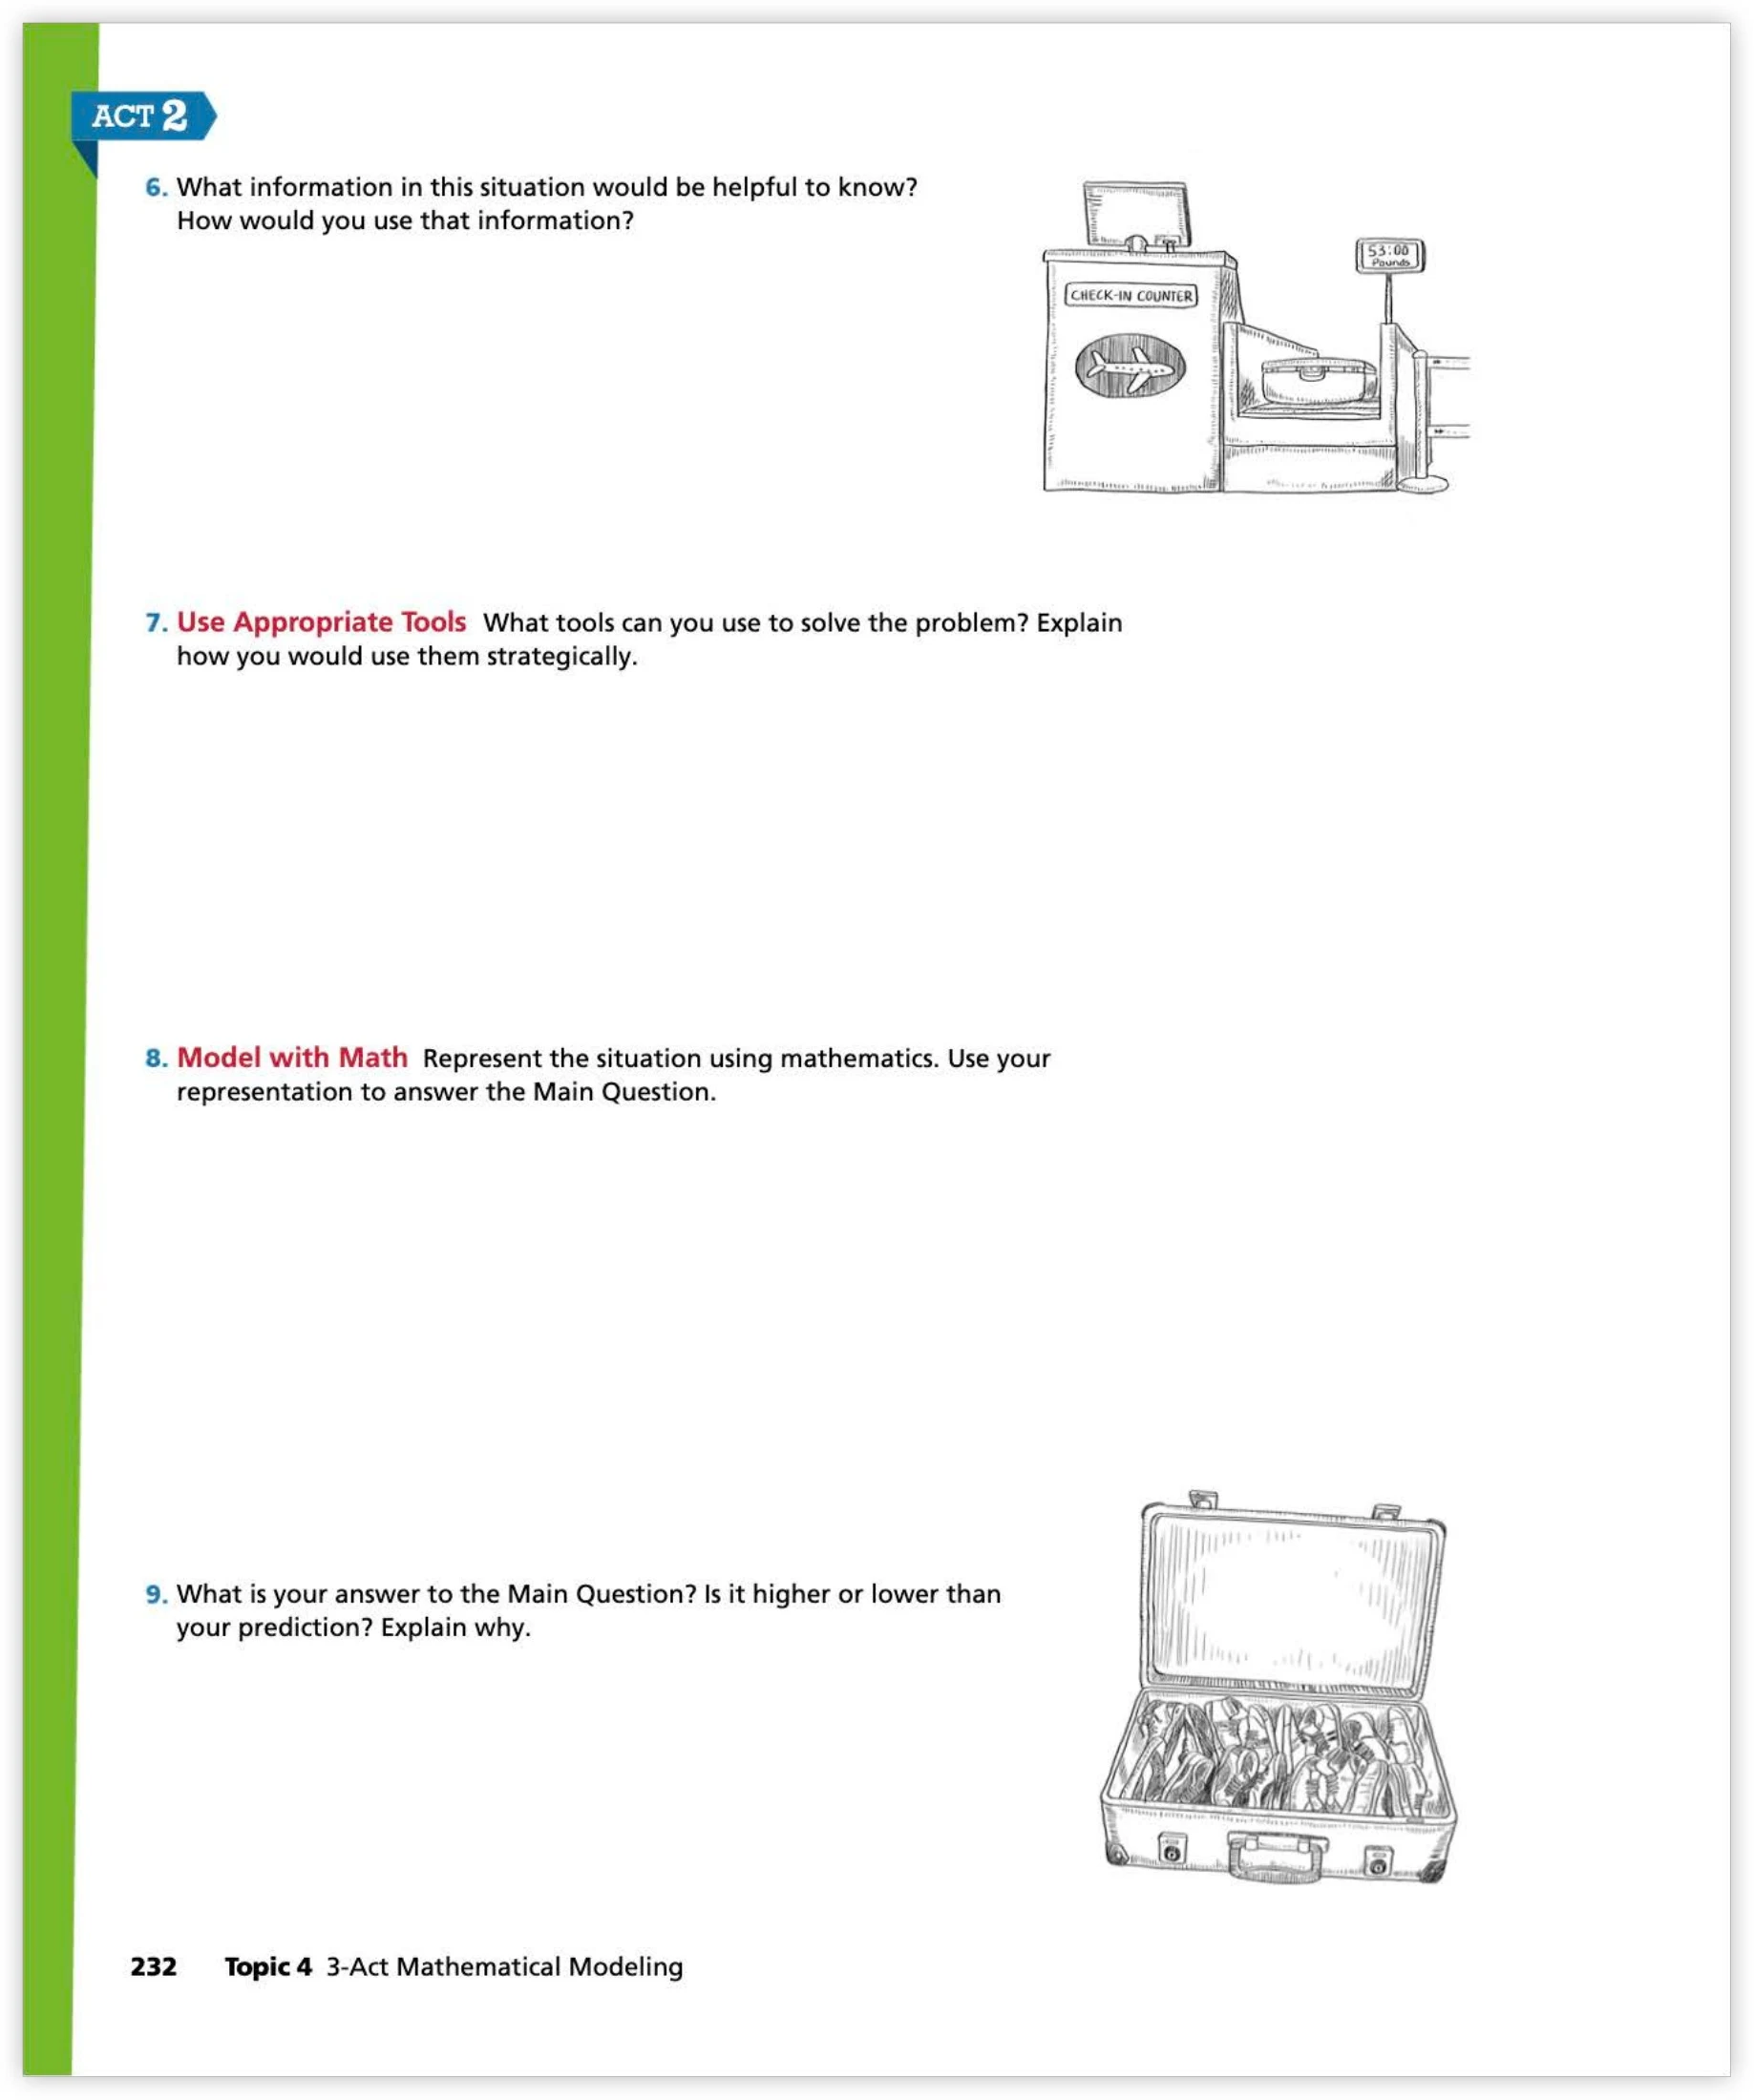 ACT 2
6. What information in this situation would be helpful to know?
How would you use that information?
53:00
Pounds
CHECK-IN COUNTER
7. Use Appropriate Tools What tools can you use to solve the problem? Explain
how you would use them strategically.
8. Model with Math Represent the situation using mathematics. Use your
representation to answer the Main Question.
9. What is your answer to the Main Question? Is it higher or lower than
your prediction? Explain why.
232 Topic 4 3-Act Mathematical Modeling